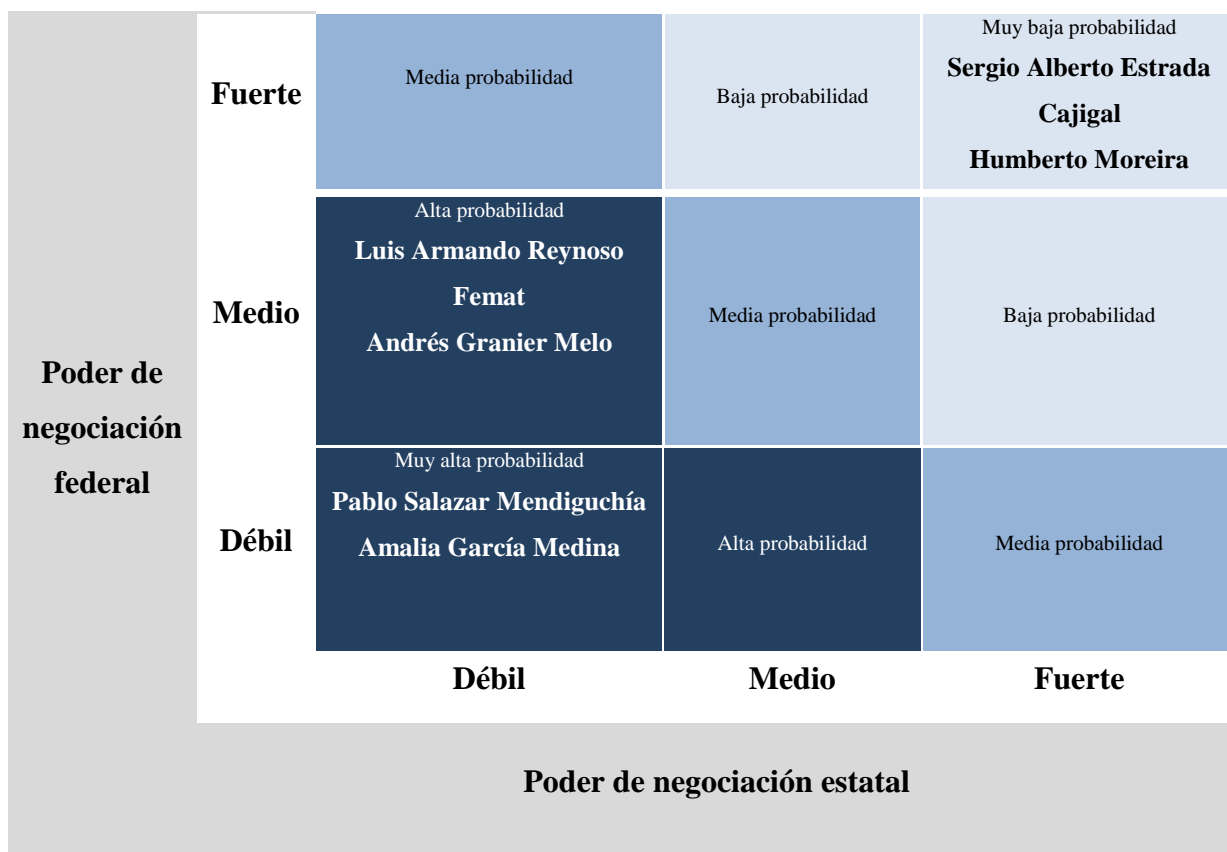 Muy baja probabilidad
Fuerte
Media probabilidad
Baja probabilidad
Sergio Alberto Estrada
Cajigal
Humberto Moreira
Alta probabilidad
Luis Armando Reynoso
Femat
Andrés Granier Melo
Medio
Media probabilidad
Baja probabilidad
Poder de
negociación
federal
Muy alta probabilidad
Pablo Salazar Mendiguchía
Amalia García Medina
Débil
Alta probabilidad
Media probabilidad
Débil
Medio
Fuerte
Poder de negociación estatal